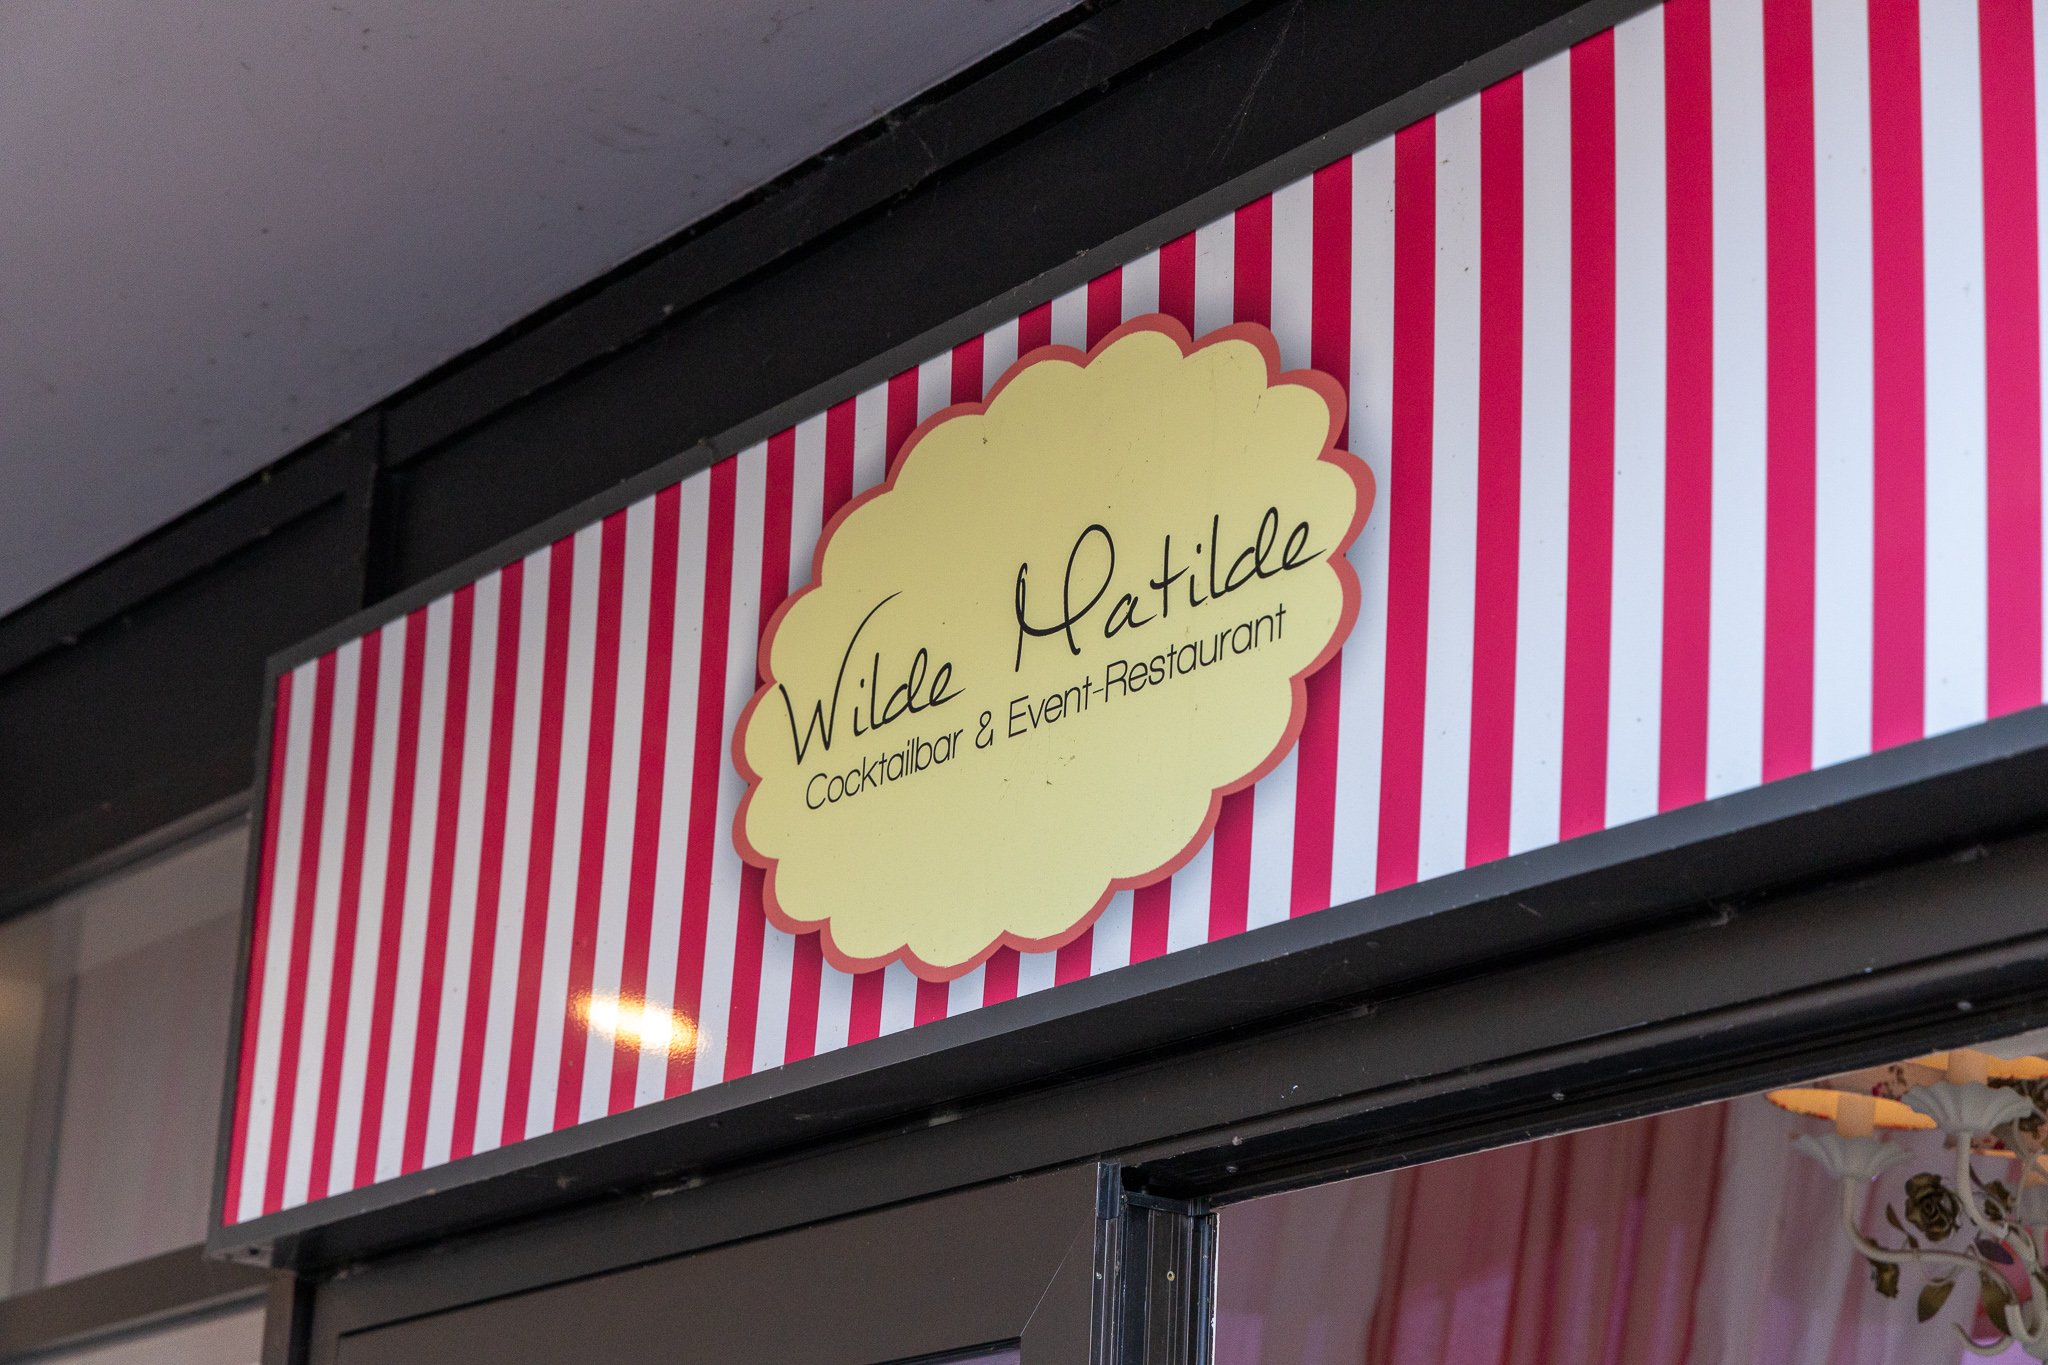 Wilde Matilde
Cocktailbar & Event-Restaurant